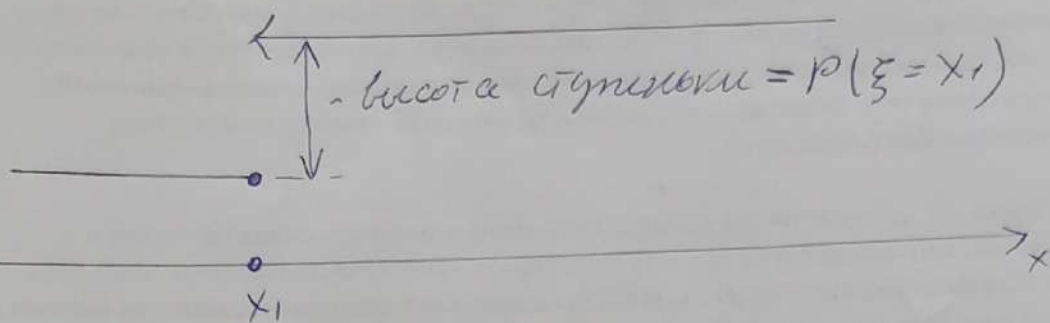 - высота ступеньки = P(ξ = x₁)
x
x₁